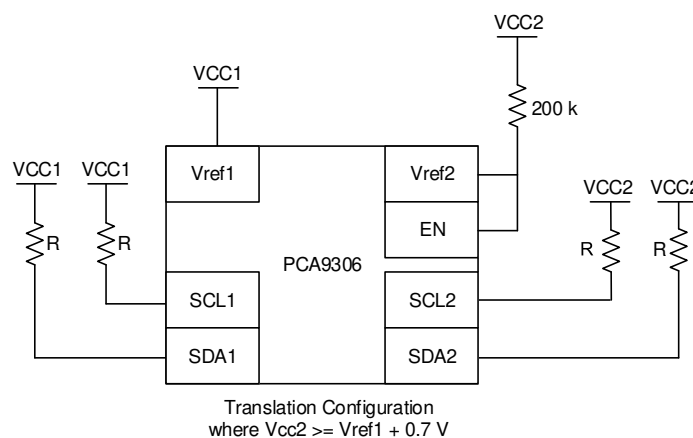 VCC2
VCC1
200 k
VCC1
VCC1
Vref1
Vref2
VCC2
VCC2
R
R
EN
R
R
PCA9306
SCL1
SCL2
SDA1
SDA2
Translation Configuration
where Vcc2 >= Vref1 + 0.7 V